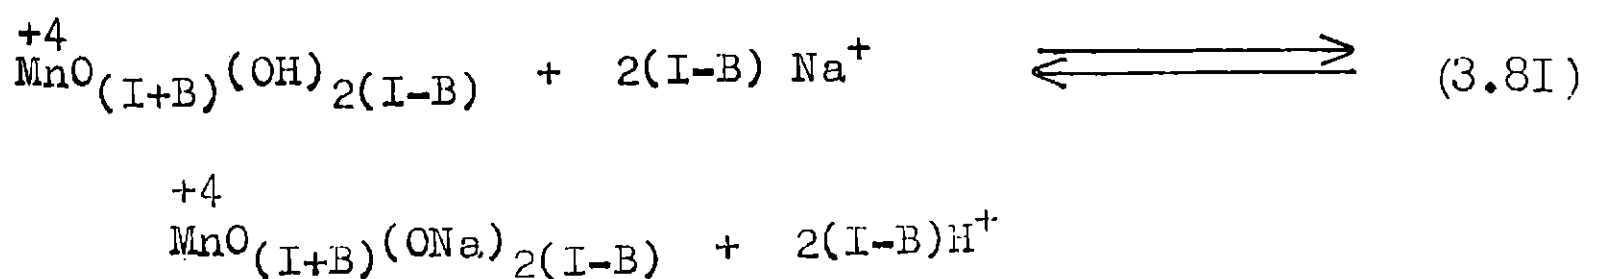 +4
MnO(I+B)(OH)2(I-B) + 2(I-B) Na+ ⇌ (3.8I)
+4
MnO(I+B)(ONa)2(I-B) + 2(I-B)H+